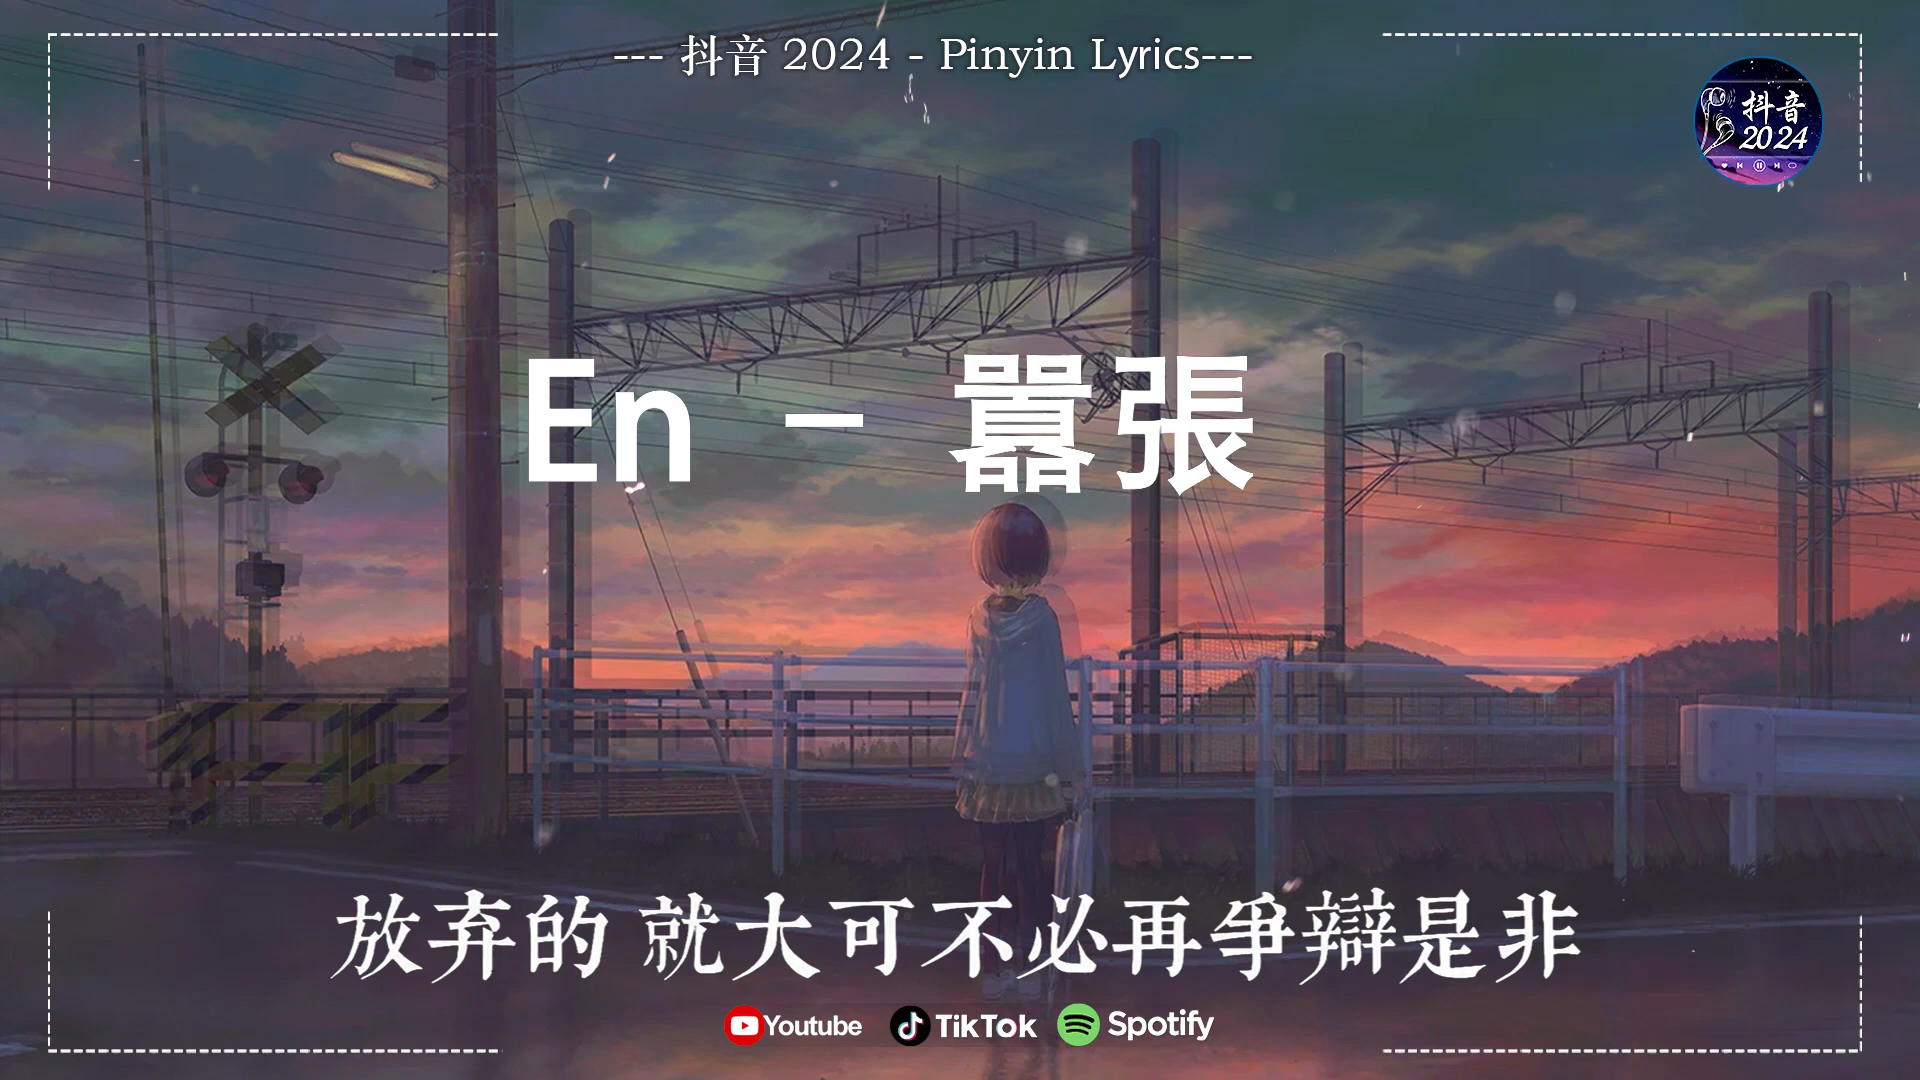 --- 抖音 2024 - Pinyin Lyrics---
抖音
2024
En - 囂張
放弃的 就大可不必再爭辯是非
Youtube TikTok Spotify